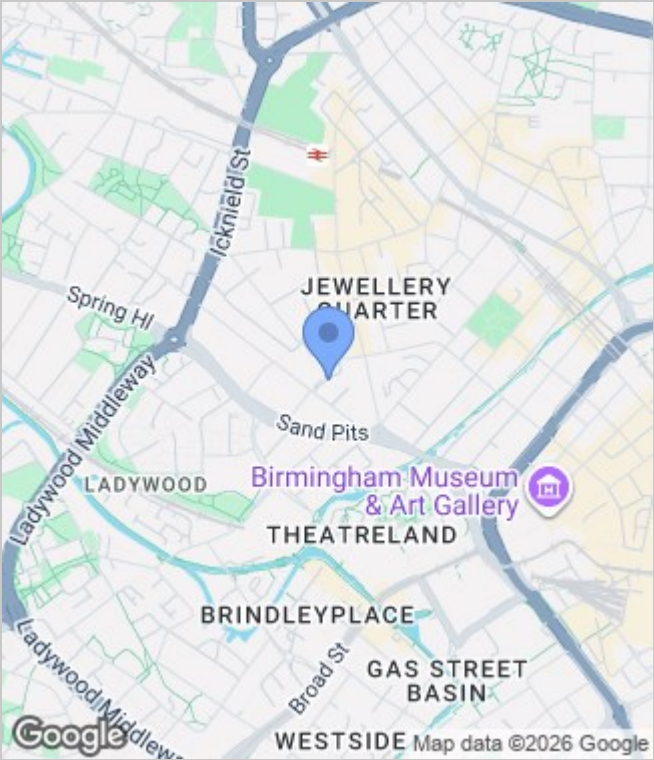 Icknield St
JEWELLERY
QUARTER
Spring Hl
Ladywood Middleway
Sand Pits
Birmingham Museum
& Art Gallery
LADYWOOD
THEATRELAND
BRINDLEYPLACE
Broad St
GAS STREET
BASIN
Ladywood Middleway
WESTSIDE
Google
Map data ©2026 Google